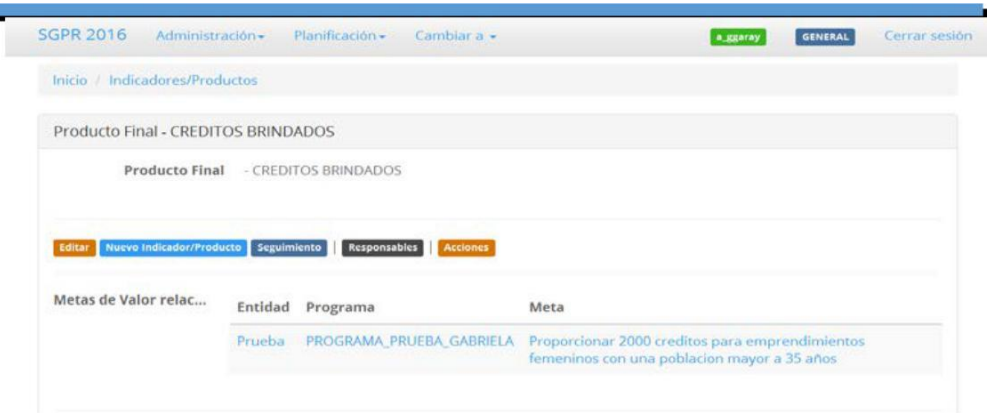 SGPR 2016 Administración Planificación Cambiar a a_ggaray GENERAL Cerrar sesión
Inicio / Indicadores/Productos
Producto Final - CREDITOS BRINDADOS
Producto Final - CREDITOS BRINDADOS
Editar Nuevo Indicador/Producto Seguimiento | Responsables | Acciones
Metas de Valor relac...
Entidad Programa Meta
Prueba PROGRAMA_PRUEBA_GABRIELA Proporcionar 2000 creditos para emprendimientos
femeninos con una poblacion mayor a 35 años